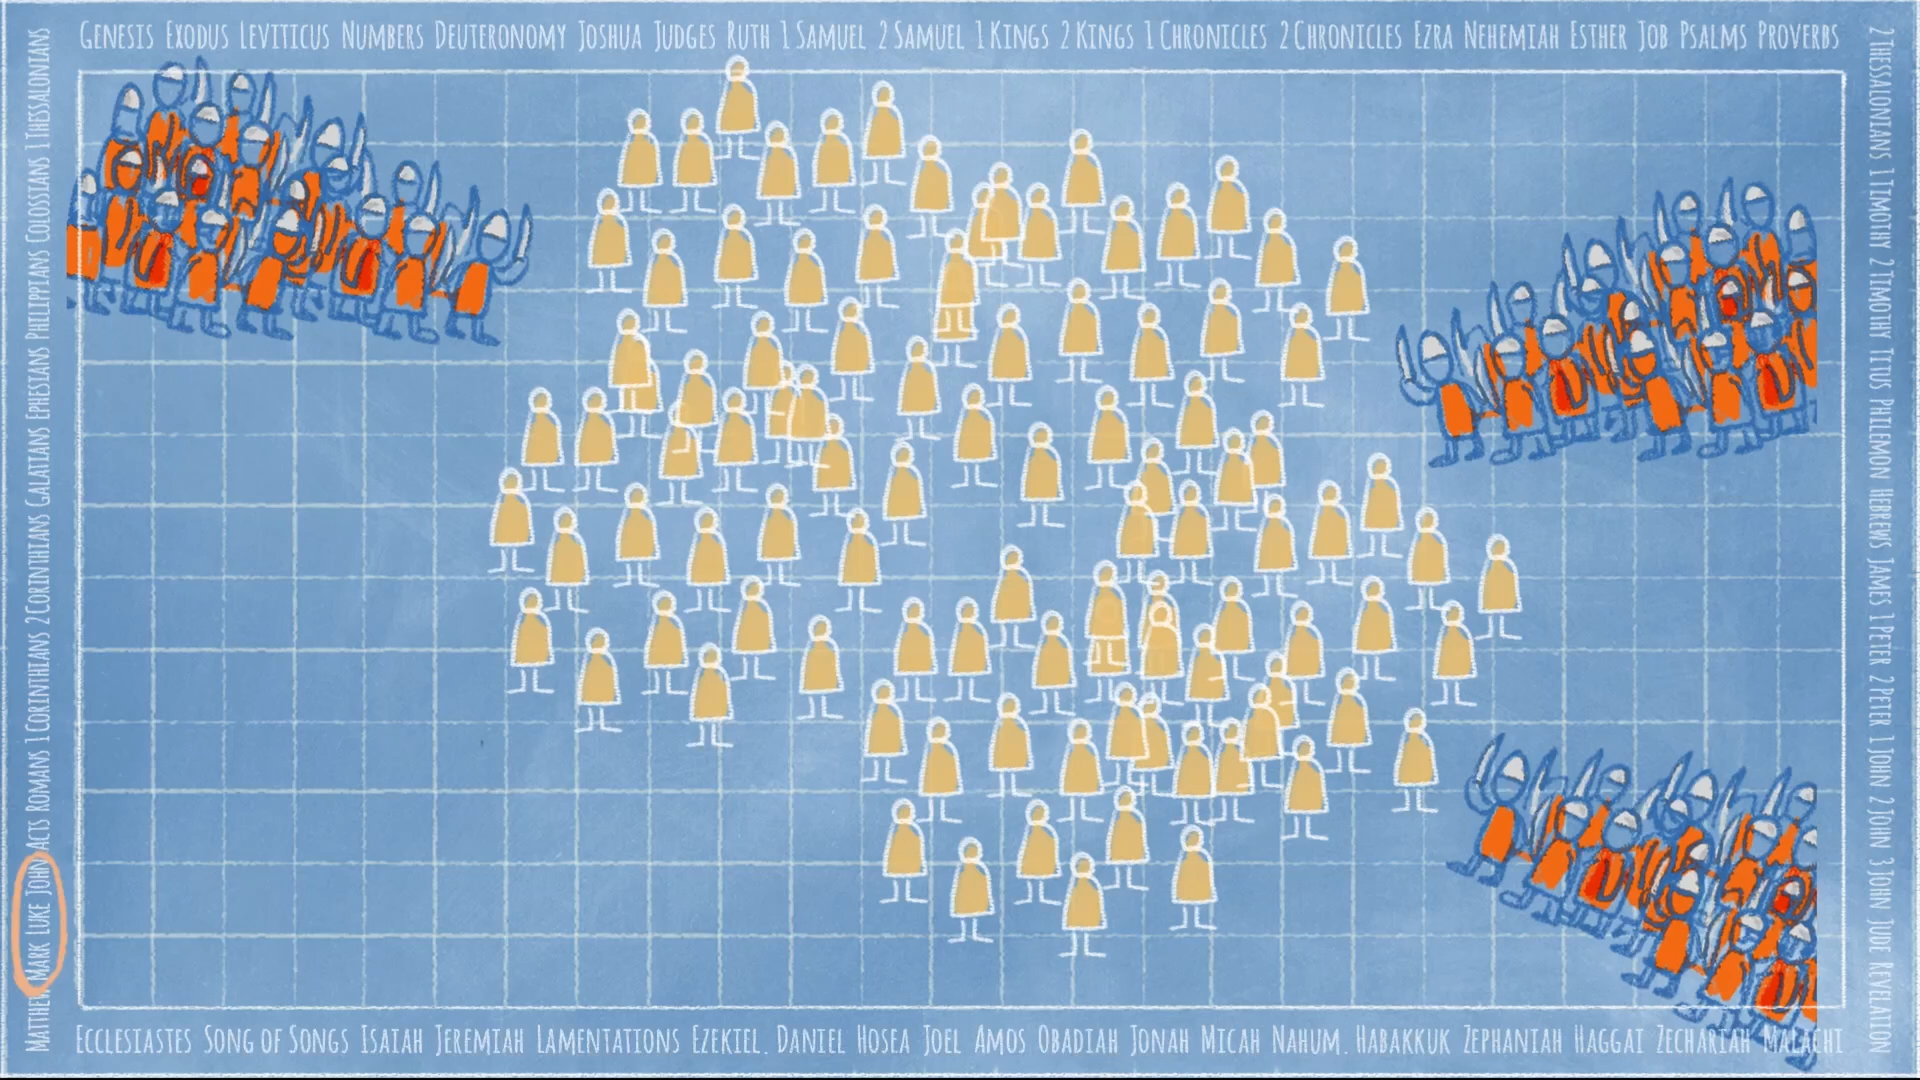 GENESIS EXODUS LEVITICUS NUMBERS DEUTERONOMY JOSHUA JUDGES RUTH 1 SAMUEL 2 SAMUEL 1 KINGS 2 KINGS 1 CHRONICLES 2 CHRONICLES EZRA NEHEMIAH ESTHER JOB PSALMS PROVERBS
ECCLESIASTES SONG OF SONGS ISAIAH JEREMIAH LAMENTATIONS EZEKIEL. DANIEL HOSEA JOEL AMOS OBADIAH JONAH MICAH NAHUM. HABAKKUK ZEPHANIAH HAGGAI ZECHARIAH MALACHI
MATTHEW MARK LUKE JOHN ACTS ROMANS 1 CORINTHIANS 2 CORINTHIANS GALATIANS EPHESIANS PHILIPPIANS COLOSSIANS 1 THESSALONIANS
2 THESSALONIANS 1 TIMOTHY 2 TIMOTHY TITUS PHILEMON HEBREWS JAMES 1 PETER 2 PETER 1 JOHN 2 JOHN 3 JOHN JUDE REVELATION